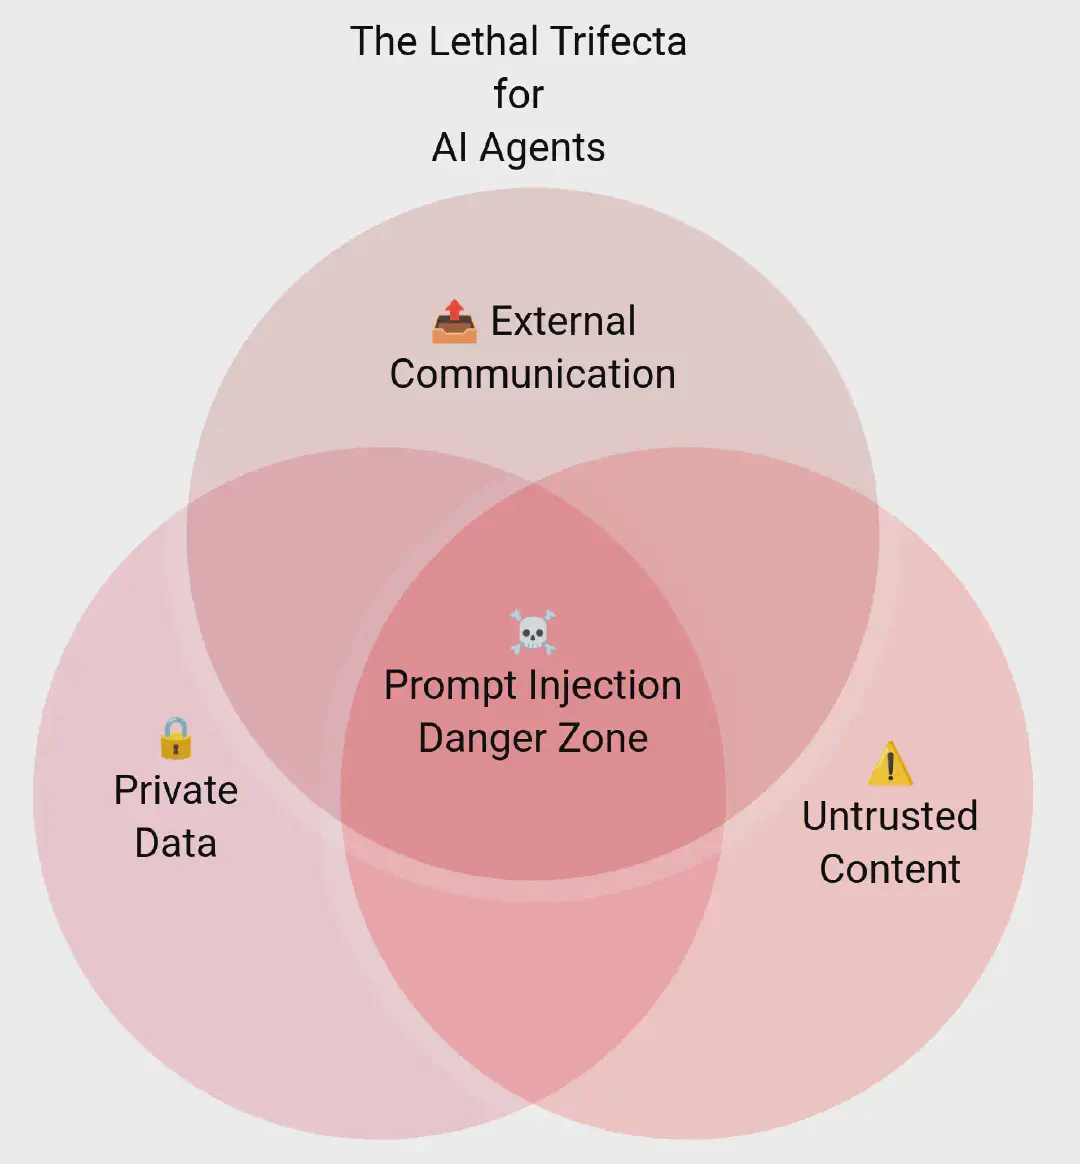 The Lethal Trifecta
for
AI Agents
📤 External
Communication
☠️
Prompt Injection
Danger Zone
🔒
Private
Data
⚠️
Untrusted
Content